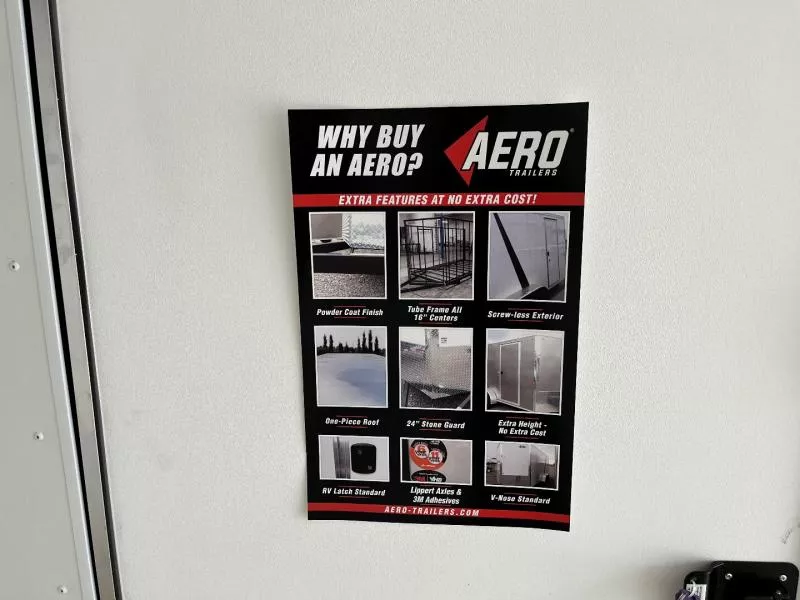 WHY BUY
AN AERO?
AERO®
TRAILERS
EXTRA FEATURES AT NO EXTRA COST!
Powder Coat Finish
Tube Frame All
16" Centers
Screw-less Exterior
One-Piece Roof
24" Stone Guard
Extra Height -
No Extra Cost
RV Latch Standard
Lippert Axles &
3M Adhesives
V-Nose Standard
AERO-TRAILERS.COM